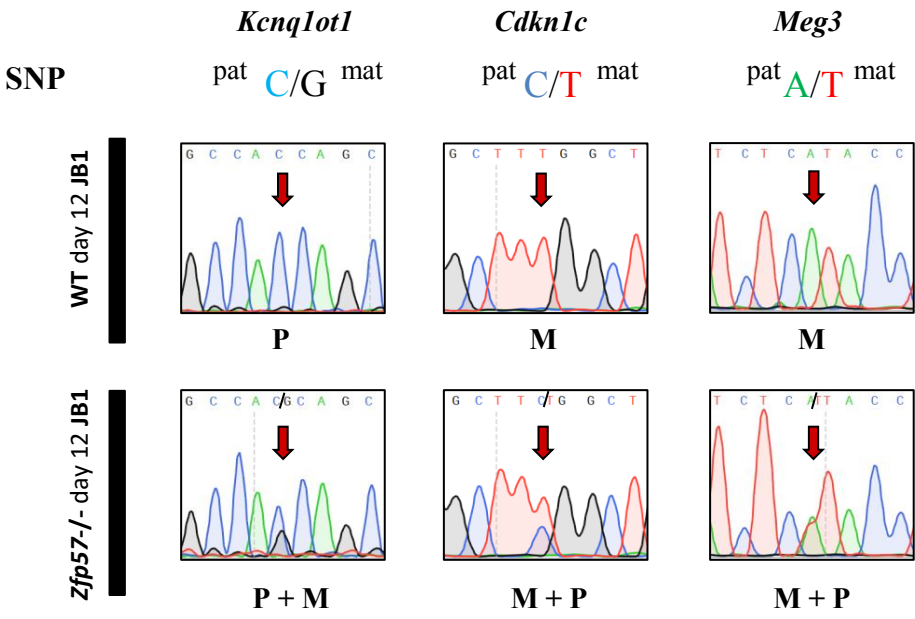 Kcnq1ot1 Cdkn1c Meg3
SNP pat C/G mat pat C/T mat pat A/T mat
WT day 12 JB1
G C C A C C A G C
G C T T T G G C T
T C T C A T A C C
P M M
Zfp57-/- day 12 JB1
G C C A C/G C A G C
G C T T C/T G G C T
T C T C A/T T A C C
P + M M + P M + P